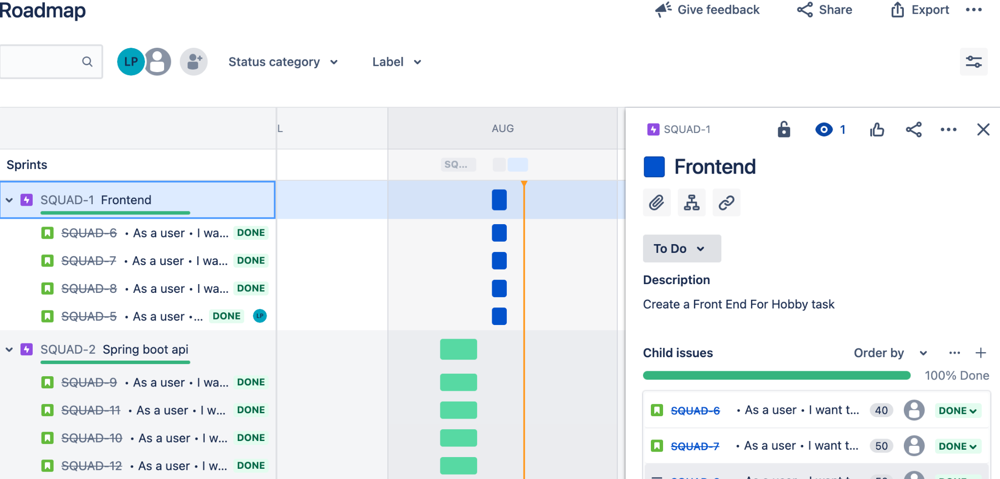 Roadmap
Give feedback
Share
Export
LP
Status category
Label
L
AUG
Sprints
SQ...
SQUAD-1 Frontend
SQUAD-6 • As a user • I wa... DONE
SQUAD-7 • As a user • I wa... DONE
SQUAD-8 • As a user • I wa... DONE
SQUAD-5 • As a user •... DONE LP
SQUAD-2 Spring boot api
SQUAD-9 • As a user • I wa... DONE
SQUAD-11 • As a user • I w... DONE
SQUAD-10 • As a user • I w... DONE
SQUAD-12 • As a user • I w... DONE
SQUAD-1
1
Frontend
To Do
Description
Create a Front End For Hobby task
Child issues
Order by
100% Done
SQUAD-6 • As a user • I want t... 40 DONE
SQUAD-7 • As a user • I want t... 50 DONE